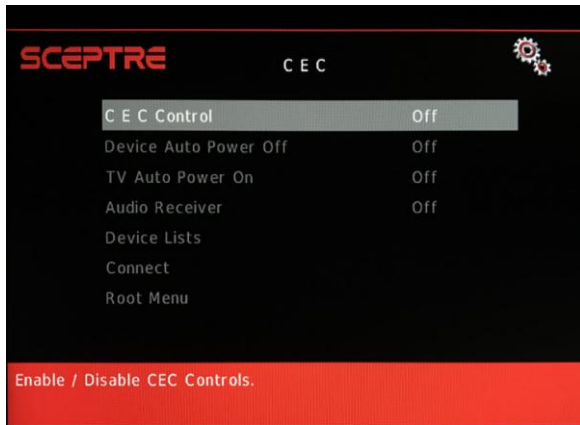 SCEPTRE
C E C
C E C Control Off
Device Auto Power Off Off
TV Auto Power On Off
Audio Receiver Off
Device Lists
Connect
Root Menu
Enable / Disable CEC Controls.